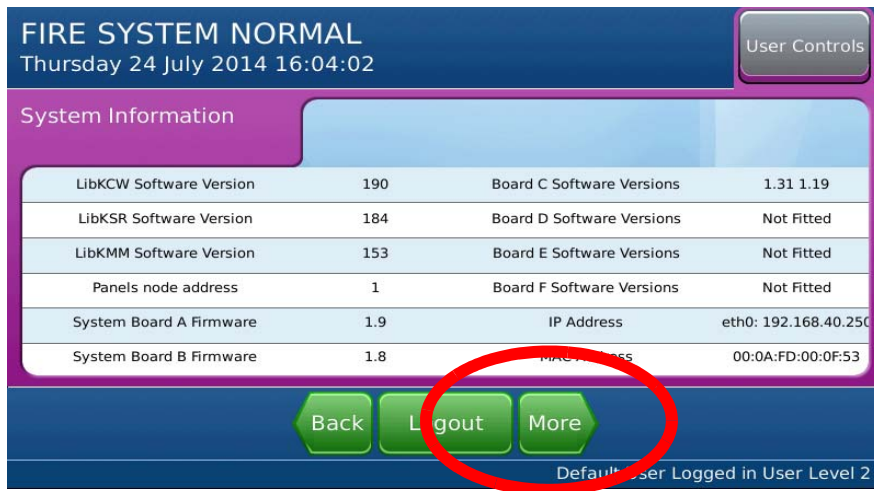 FIRE SYSTEM NORMAL
Thursday 24 July 2014 16:04:02
User Controls
System Information
LibKCW Software Version 190 Board C Software Versions 1.31 1.19
LibKSR Software Version 184 Board D Software Versions Not Fitted
LibKMM Software Version 153 Board E Software Versions Not Fitted
Panels node address 1 Board F Software Versions Not Fitted
System Board A Firmware 1.9 IP Address eth0: 192.168.40.250
System Board B Firmware 1.8 MAC Address 00:0A:FD:00:0F:53
Back Logout More
Default User Logged in User Level 2